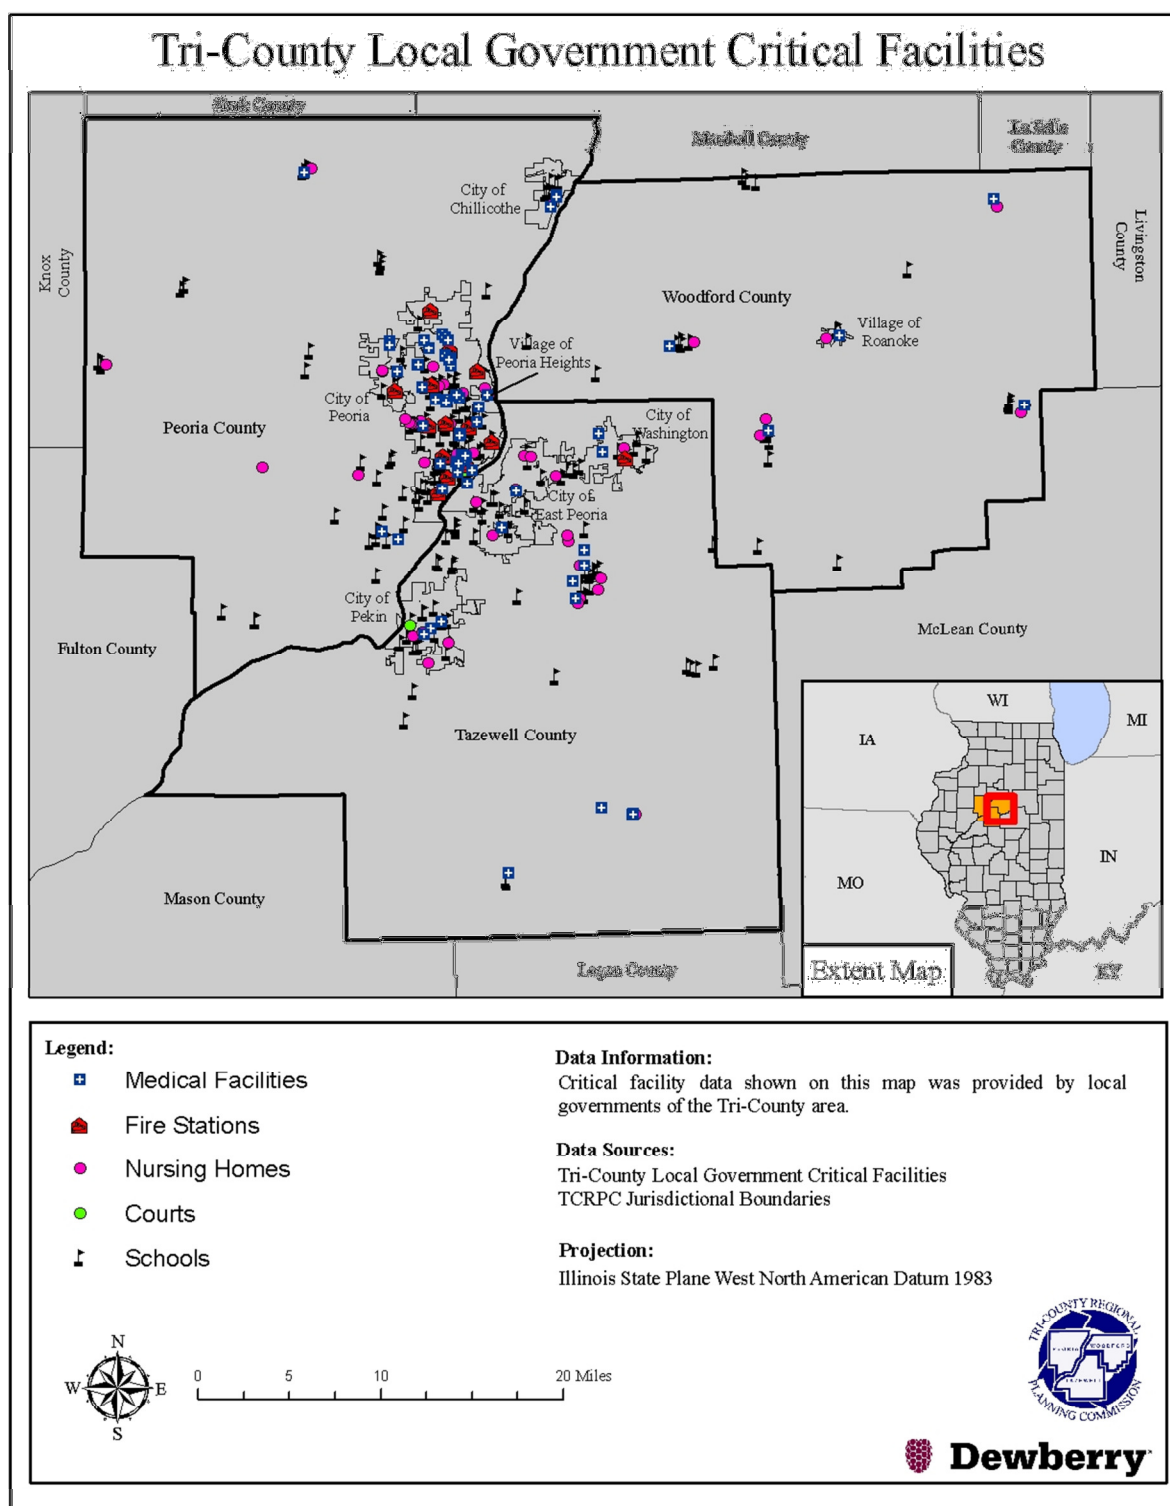 Tri-County Local Government Critical Facilities
Stark County
Marshall County
La Salle
County
City of
Chillicothe
Knox
County
Livingston
County
Woodford County
Village of
Roanoke
Village of
Peoria Heights
City of
Peoria
City of
Washington
Peoria County
City of
East Peoria
City of
Pekin
Fulton County
McLean County
Tazewell County
Mason County
Logan County
WI
MI
IA
IN
MO
KY
Extent Map
Legend:
Medical Facilities
Fire Stations
Nursing Homes
Courts
Schools
Data Information:
Critical facility data shown on this map was provided by local
governments of the Tri-County area.
Data Sources:
Tri-County Local Government Critical Facilities
TCRPC Jurisdictional Boundaries
Projection:
Illinois State Plane West North American Datum 1983
N
W E
S
0 5 10 20 Miles
TRI-COUNTY REGIONAL
PEORIA WOODFORD
TAZEWELL
PLANNING COMMISSION
Dewberry